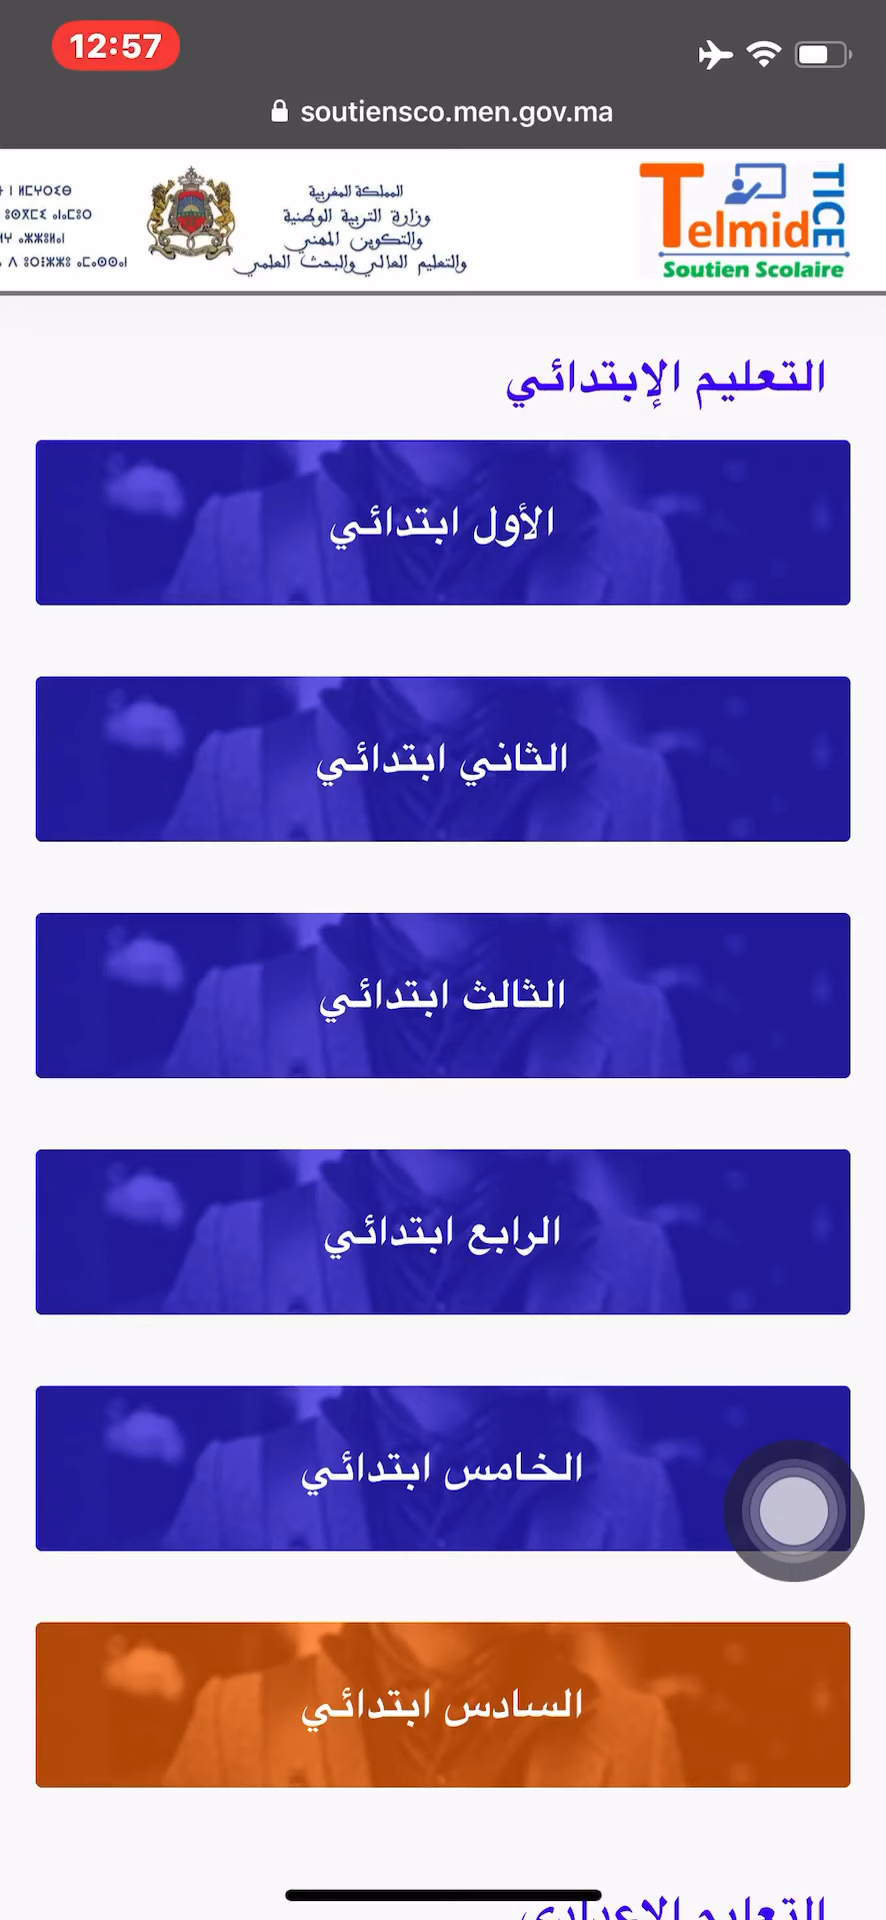 12:57
soutiensco.men.gov.ma
المملكة المغربية
وزارة التربية الوطنية
والتكوين المهني
والتعليم العالي والبحث العلمي
Telmid TICE
Soutien Scolaire
التعليم الإبتدائي
الأول ابتدائي
الثاني ابتدائي
الثالث ابتدائي
الرابع ابتدائي
الخامس ابتدائي
السادس ابتدائي
التعليم الإعدادي